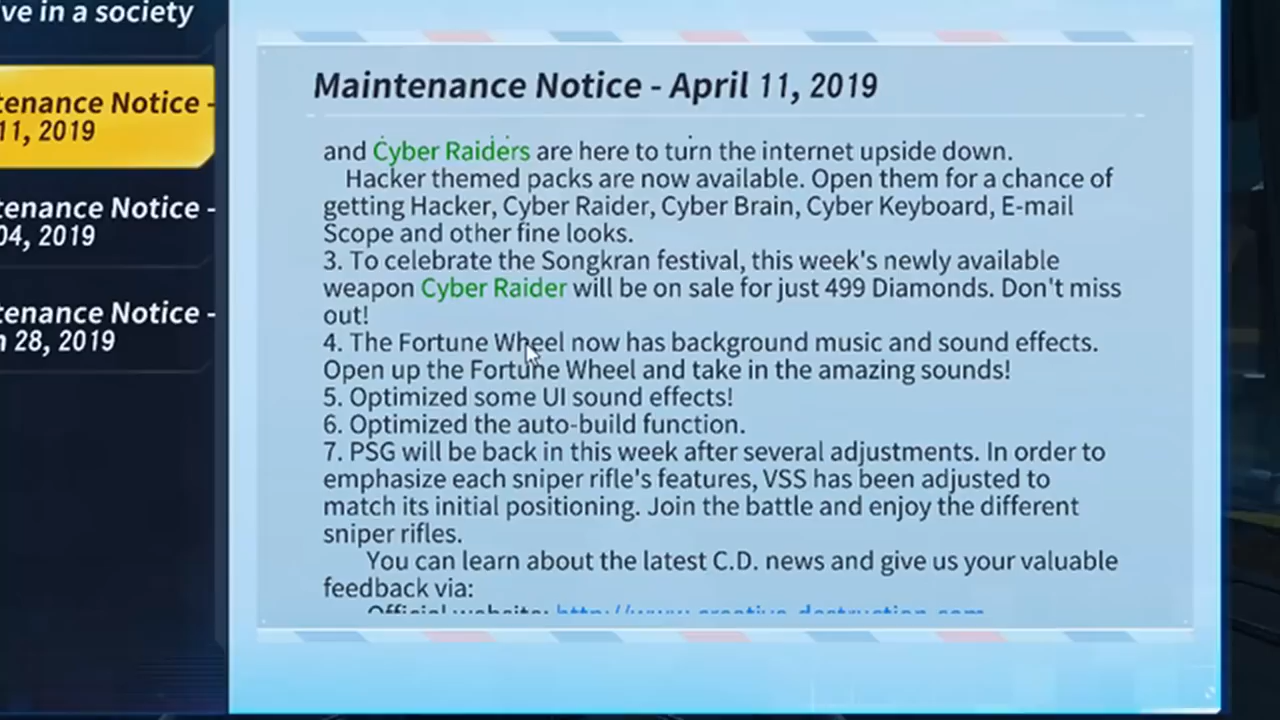 ve in a society
tenance Notice -
11, 2019
tenance Notice -
04, 2019
tenance Notice -
28, 2019
Maintenance Notice - April 11, 2019
and Cyber Raiders are here to turn the internet upside down.
Hacker themed packs are now available. Open them for a chance of
getting Hacker, Cyber Raider, Cyber Brain, Cyber Keyboard, E-mail
Scope and other fine looks.
3. To celebrate the Songkran festival, this week's newly available
weapon Cyber Raider will be on sale for just 499 Diamonds. Don't miss
out!
4. The Fortune Wheel now has background music and sound effects.
Open up the Fortune Wheel and take in the amazing sounds!
5. Optimized some UI sound effects!
6. Optimized the auto-build function.
7. PSG will be back in this week after several adjustments. In order to
emphasize each sniper rifle's features, VSS has been adjusted to
match its initial positioning. Join the battle and enjoy the different
sniper rifles.
You can learn about the latest C.D. news and give us your valuable
feedback via:
Official website: http://www.creative-destruction.com